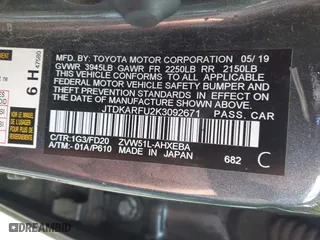 MFD. BY: TOYOTA MOTOR CORPORATION 05/19
GVWR 3945LB GAWR FR 2250LB RR 2150LB
THIS VEHICLE CONFORMS TO ALL APPLICABLE
FEDERAL MOTOR VEHICLE SAFETY, BUMPER, AND
THEFT PREVENTION STANDARDS IN EFFECT ON
THE DATE OF MANUFACTURE SHOWN ABOVE.
JTDKARFU2K3092671 PASS. CAR
C/TR:1G3/FD20 ZVW51L-AHXEBA
A/TM:- 01A/P610 MADE IN JAPAN
682 C
6 H
47580